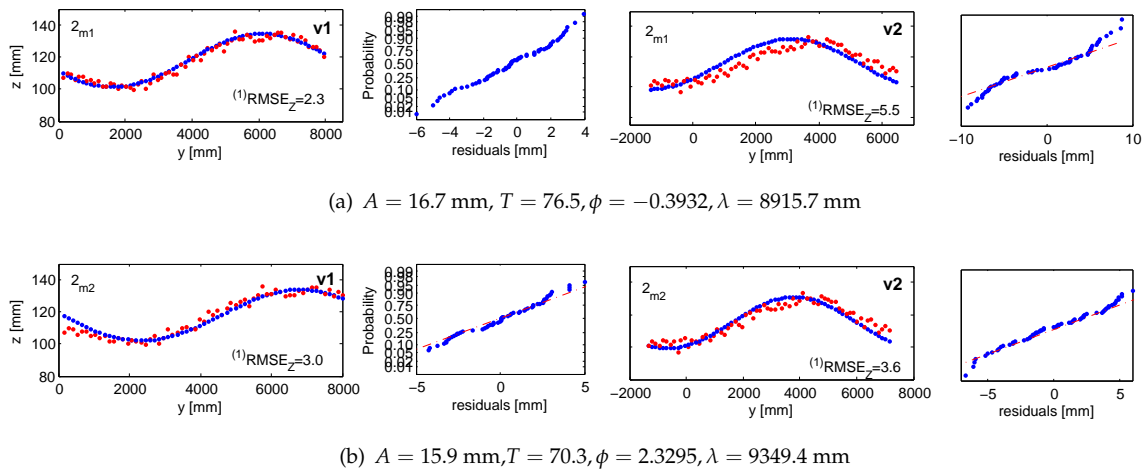 2m1
v1
z [mm]
140
120
100
80
(1)RMSEZ=2.3
0 2000 4000 6000 8000
y [mm]
Probability
0.99
0.98
0.95
0.90
0.75
0.50
0.25
0.10
0.05
0.02
0.01
−6 −4 −2 0 2 4
residuals [mm]
2m1
v2
(1)RMSEZ=5.5
−2000 0 2000 4000 6000
y [mm]
−10 0 10
residuals [mm]
(a) A = 16.7 mm, T = 76.5, ϕ = −0.3932, λ = 8915.7 mm
2m2
v1
z [mm]
140
120
100
80
(1)RMSEZ=3.0
0 2000 4000 6000 8000
y [mm]
Probability
0.99
0.98
0.95
0.90
0.75
0.50
0.25
0.10
0.05
0.02
0.01
−5 0 5
residuals [mm]
2m2
v2
(1)RMSEZ=3.6
−2000 0 2000 4000 6000 8000
y [mm]
−5 0 5
residuals [mm]
(b) A = 15.9 mm, T = 70.3, ϕ = 2.3295, λ = 9349.4 mm